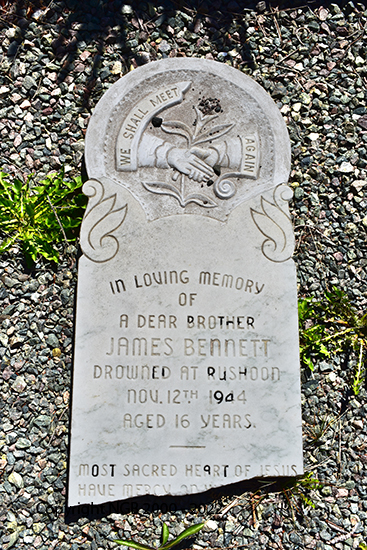 WE SHALL MEET AGAIN
IN LOVING MEMORY
OF
A DEAR BROTHER
JAMES BENNETT
DROWNED AT RUSHOON
NOV. 12TH 1944
AGED 16 YEARS.
MOST SACRED HEART OF JESUS
HAVE MERCY ON